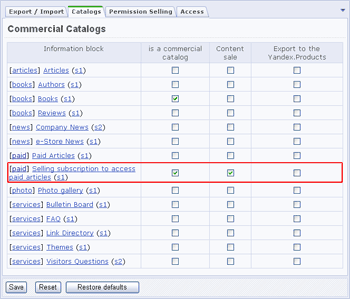 Export / Import Catalogs Permission Selling Access
Commercial Catalogs
Information block is a commercial catalog Content sale Export to the Yandex.Products
[articles] Articles (s1)
[books] Authors (s1)
[books] Books (s1)
[books] Reviews (s1)
[news] Company News (s2)
[news] e-Store News (s1)
[paid] Paid Articles (s1)
[paid] Selling subscription to access
paid articles (s1)
[photo] Photo gallery (s1)
[services] Bulletin Board (s1)
[services] FAQ (s1)
[services] Link Directory (s1)
[services] Themes (s1)
[services] Visitors Questions (s2)
Save Reset Restore defaults